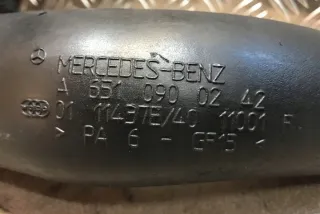 MERCEDES-BENZ
A 651 090 02 42
01 11437E/40 11001 R.
> PA 6 - GF15 <